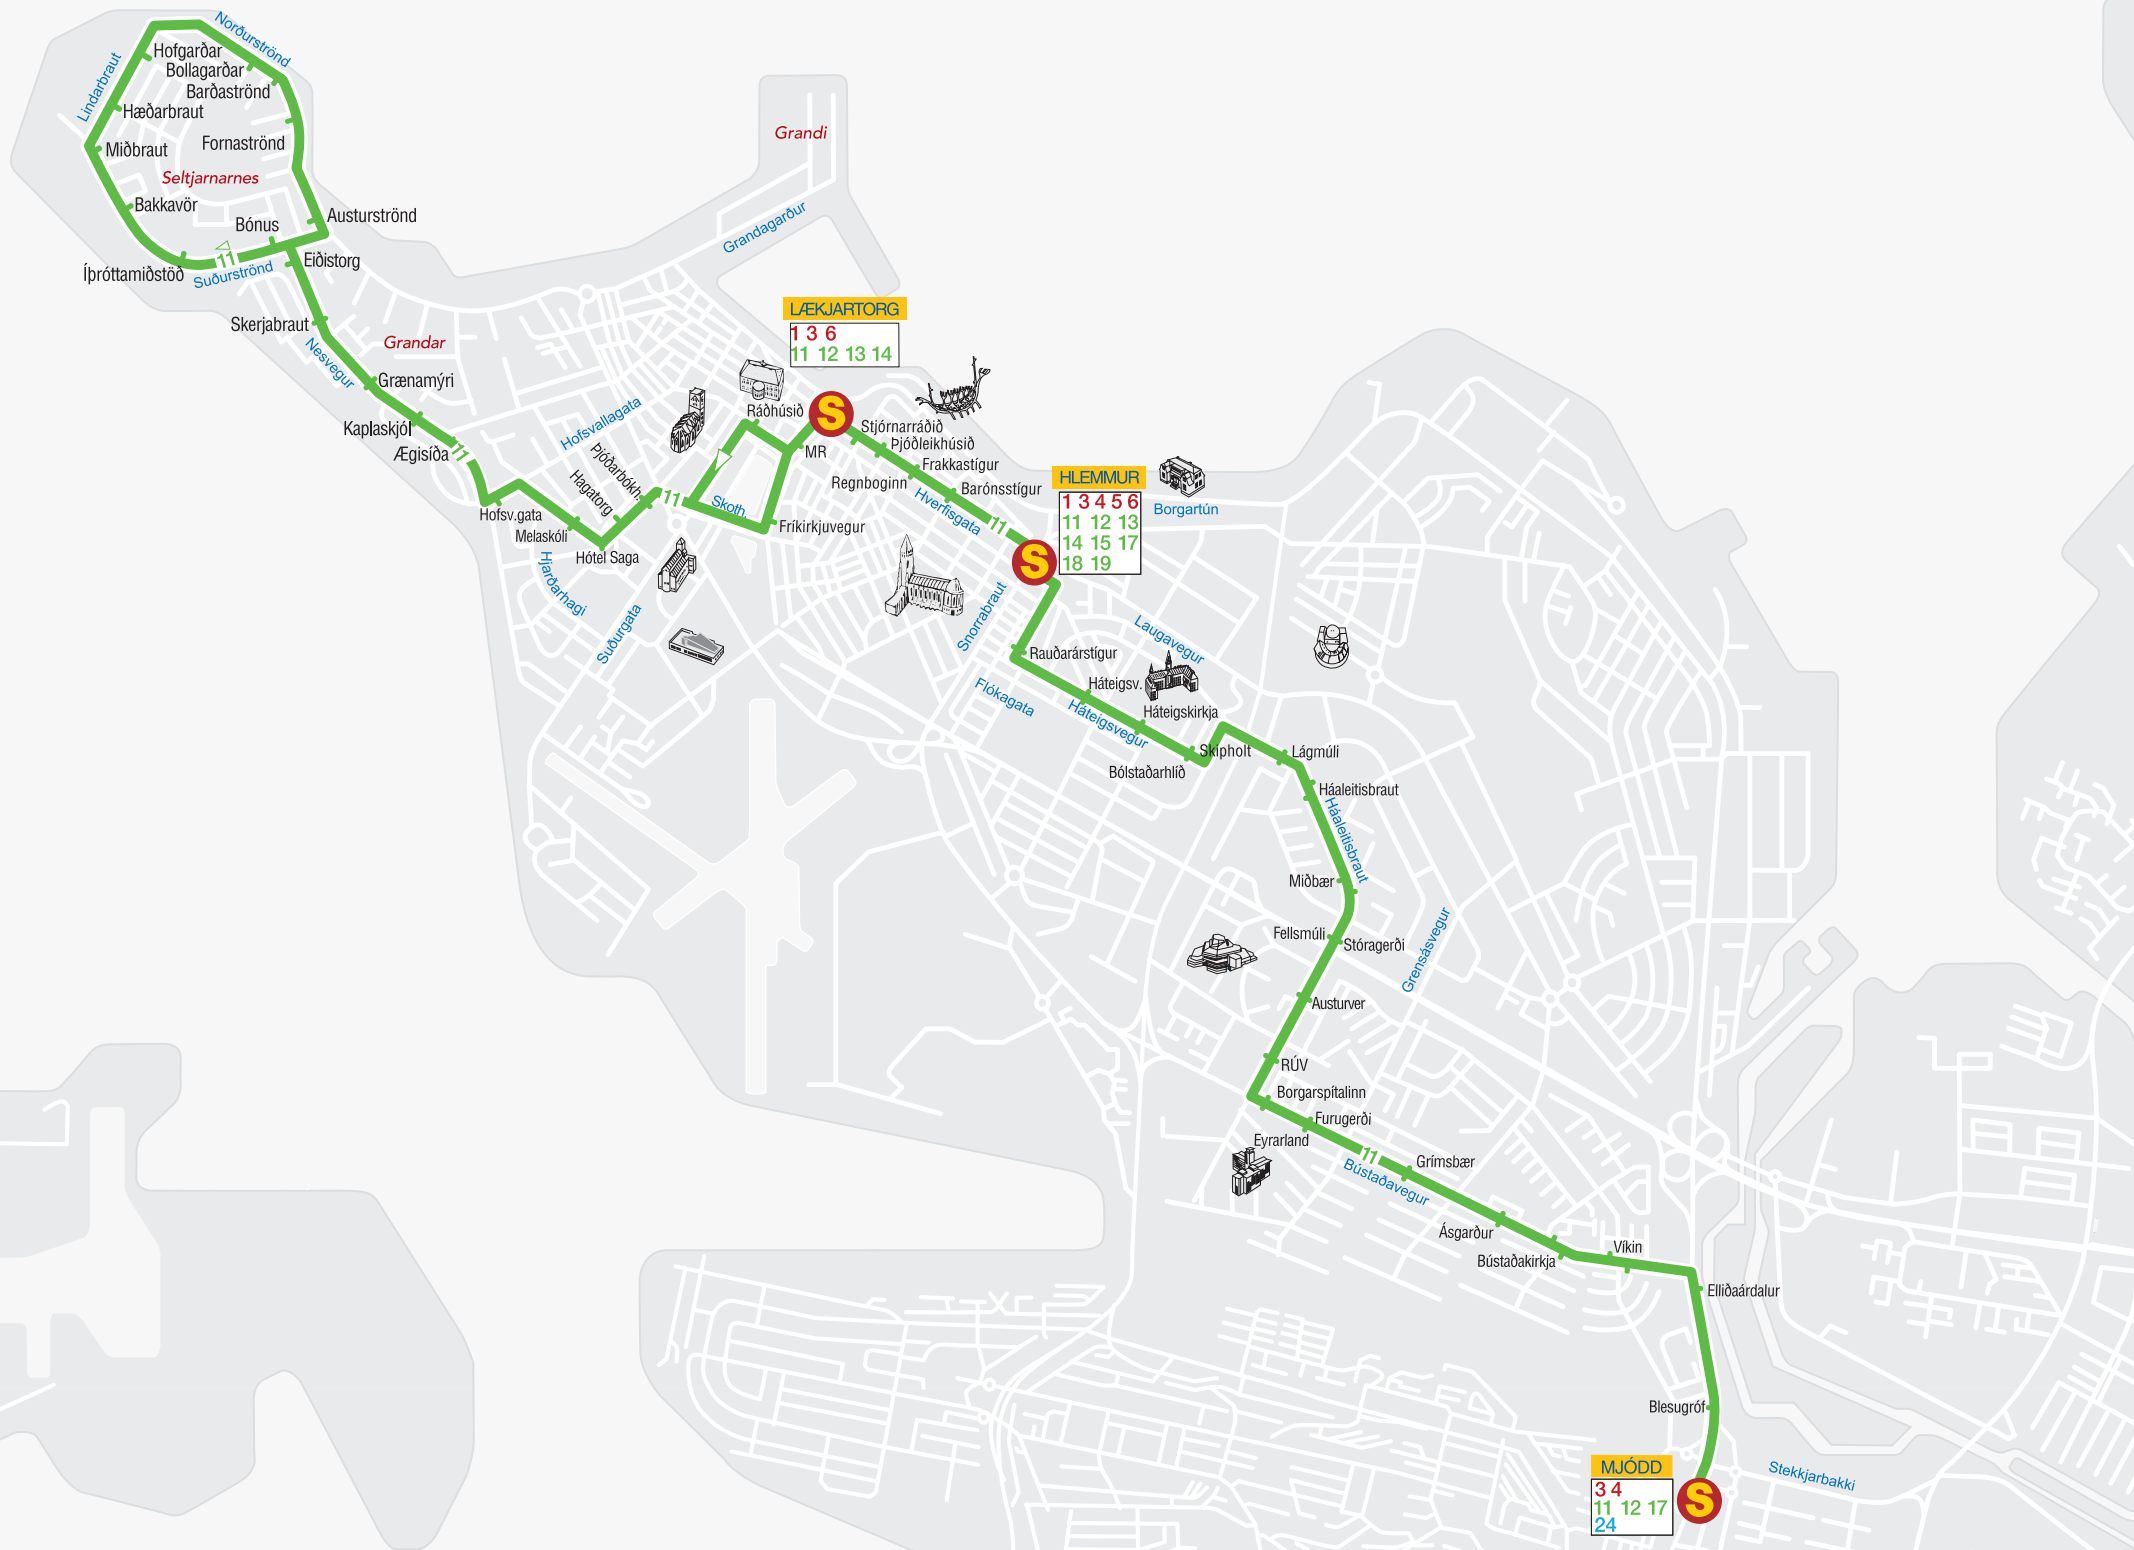 Norðurströnd
Hofgarðar
Bollagarðar
Barðaströnd
Lindarbraut
Hæðarbraut
Fornaströnd
Miðbraut
Seltjarnarnes
Bakkavör
Bónus
Austurströnd
Íþróttamiðstöð
11
Suðurströnd
Eiðistorg
Skerjabraut
Nesvegur
Grandar
Grænamýri
Kaplaskjól
Ægisíða
11
Grandi
Grandagarður
Hofsvallagata
Þjóðarbókh.
Hagatorg
Hofsv.gata
Melaskóli
Hótel Saga
Hjarðarhagi
Suðurgata
11
Skoth.
Fríkirkjuvegur
LÆKJARTORG
1 3 6
11 12 13 14
Ráðhúsið
S
MR
Stjórnarráðið
Þjóðleikhúsið
Frakkastígur
Regnboginn
Barónsstígur
Hverfisgata
11
HLEMMUR
1 3 4 5 6
11 12 13
14 15 17
18 19
S
Borgartún
Snorrabraut
Laugavegur
Rauðarárstígur
Flókagata
Háteigsv.
Háteigskirkja
Háteigsvegur
Skipholt
Bólstaðarhlíð
Lágmúli
Háaleitisbraut
Háaleitisbraut
Miðbær
Fellsmúli
Stóragerði
Grensásvegur
Austurver
RÚV
Borgarspítalinn
Furugerði
Eyrarland
11
Grímsbær
Bústaðavegur
Ásgarður
Bústaðakirkja
Víkin
Elliðaárdalur
Blesugróf
MJÓDD
3 4
11 12 17
24
S
Stekkjarbakki